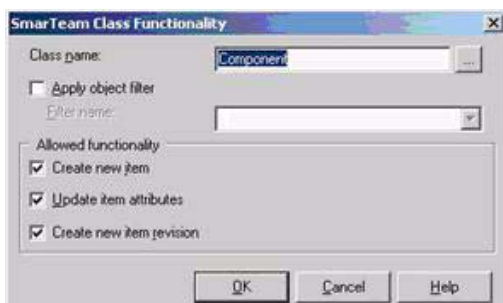 SmarTeam Class Functionality
Class name: Component ...
Apply object filter
Filter name:
Allowed functionality
Create new item
Update item attributes
Create new item revision
OK Cancel Help